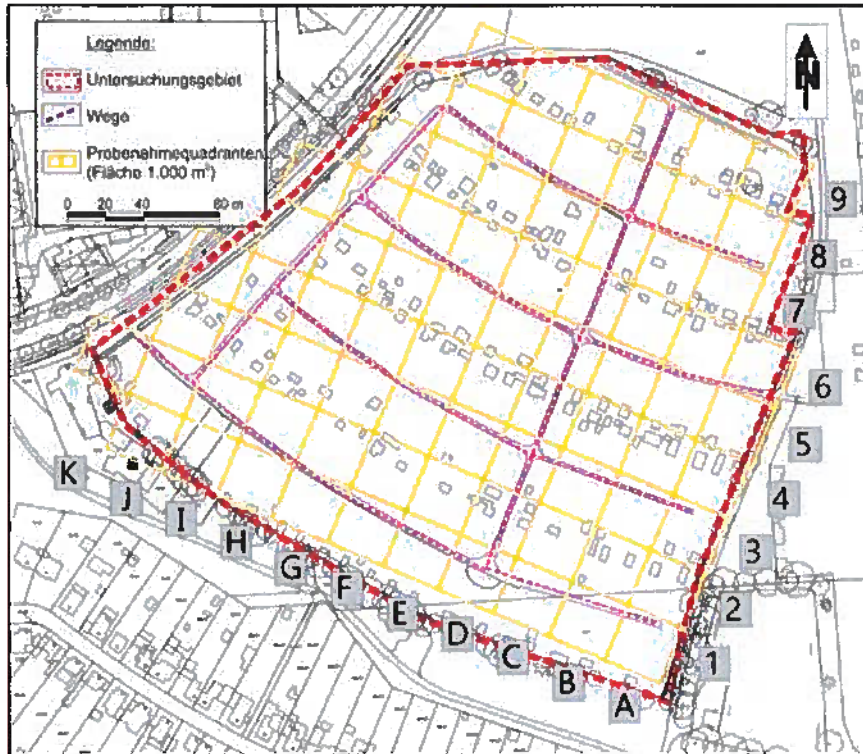 Legende:
Untersuchungsgebiet
Wege
Probenahmequadranten
(Fläche 1.000 m²)
0 20 40 80 m
N
9
8
7
6
5
4
3
2
1
K
J
I
H
G
F
E
D
C
B
A